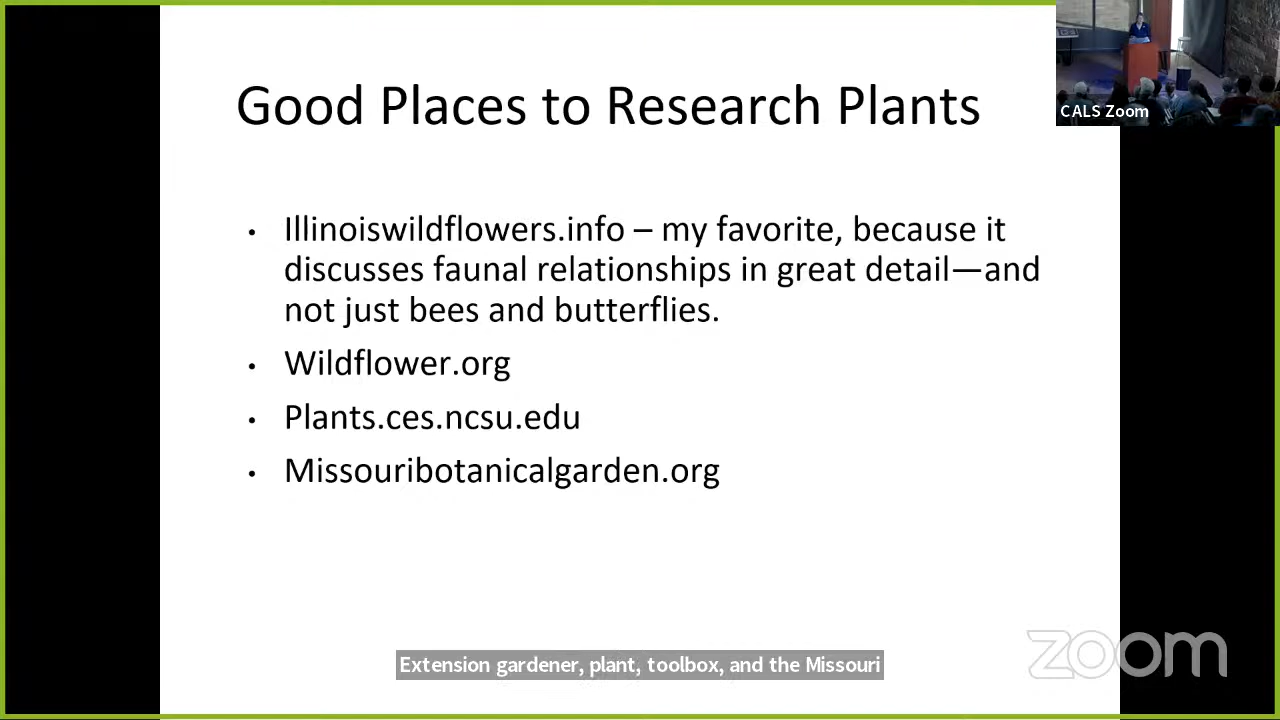 Good Places to Research Plants
CALS Zoom
• Illinoiswildflowers.info – my favorite, because it
discusses faunal relationships in great detail—and
not just bees and butterflies.
• Wildflower.org
• Plants.ces.ncsu.edu
• Missouribotanicalgarden.org
Extension gardener, plant, toolbox, and the Missouri
zoom